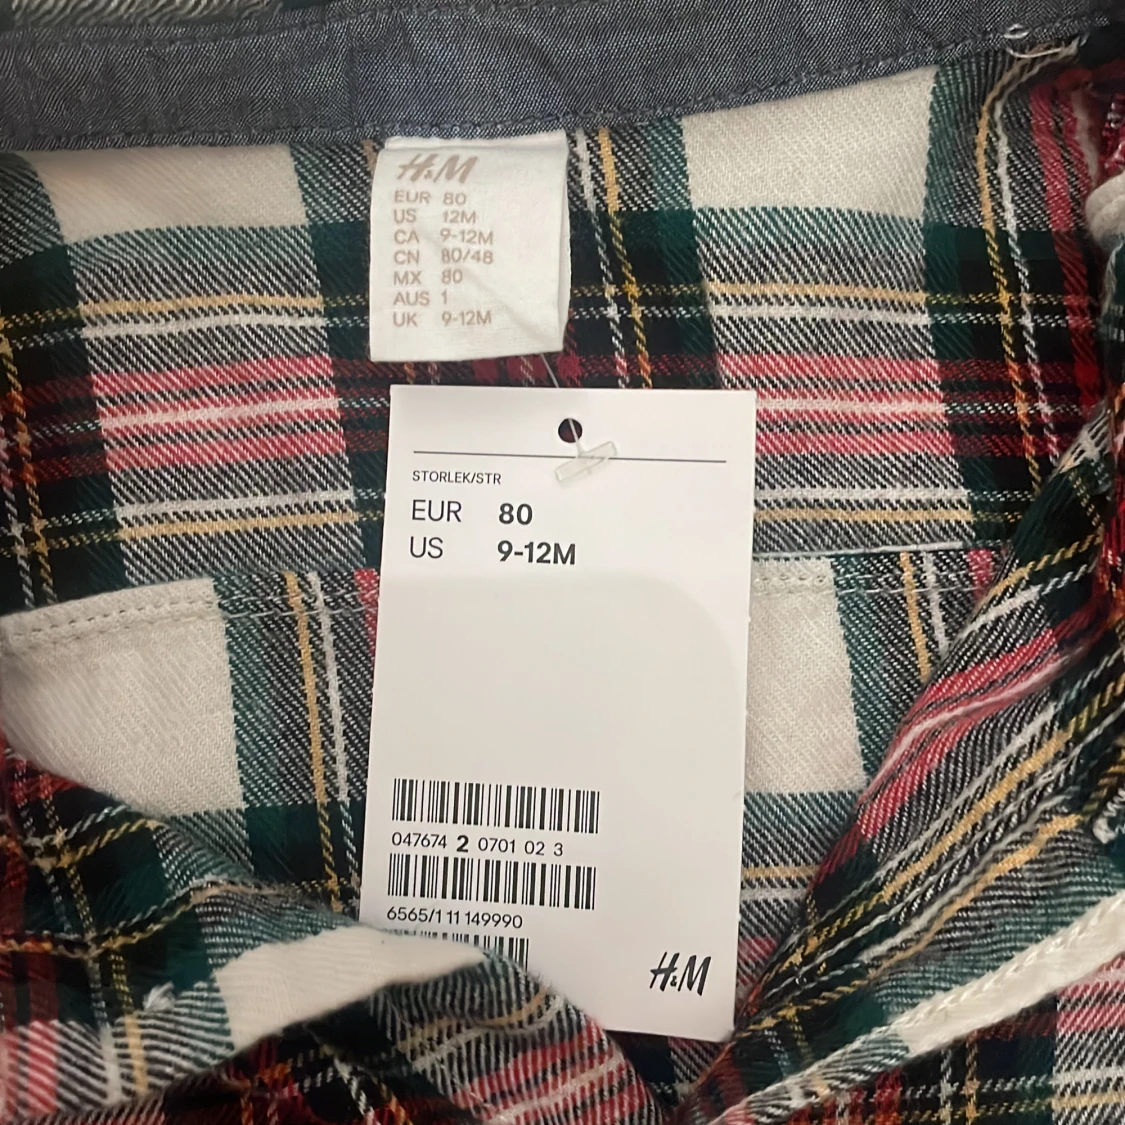 H&M
EUR 80
US 12M
CA 9-12M
CN 80/48
MX 80
AUS 1
UK 9-12M
STORLEK/STR
EUR 80
US 9-12M
047674 2 0701 02 3
6565/1 11 149990
H&M